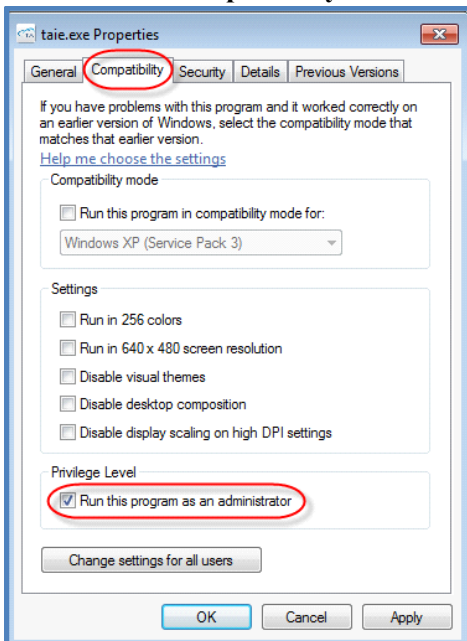 taie.exe Properties
General Compatibility Security Details Previous Versions
If you have problems with this program and it worked correctly on
an earlier version of Windows, select the compatibility mode that
matches that earlier version.
Help me choose the settings
Compatibility mode
Run this program in compatibility mode for:
Windows XP (Service Pack 3)
Settings
Run in 256 colors
Run in 640 x 480 screen resolution
Disable visual themes
Disable desktop composition
Disable display scaling on high DPI settings
Privilege Level
Run this program as an administrator
Change settings for all users
OK Cancel Apply